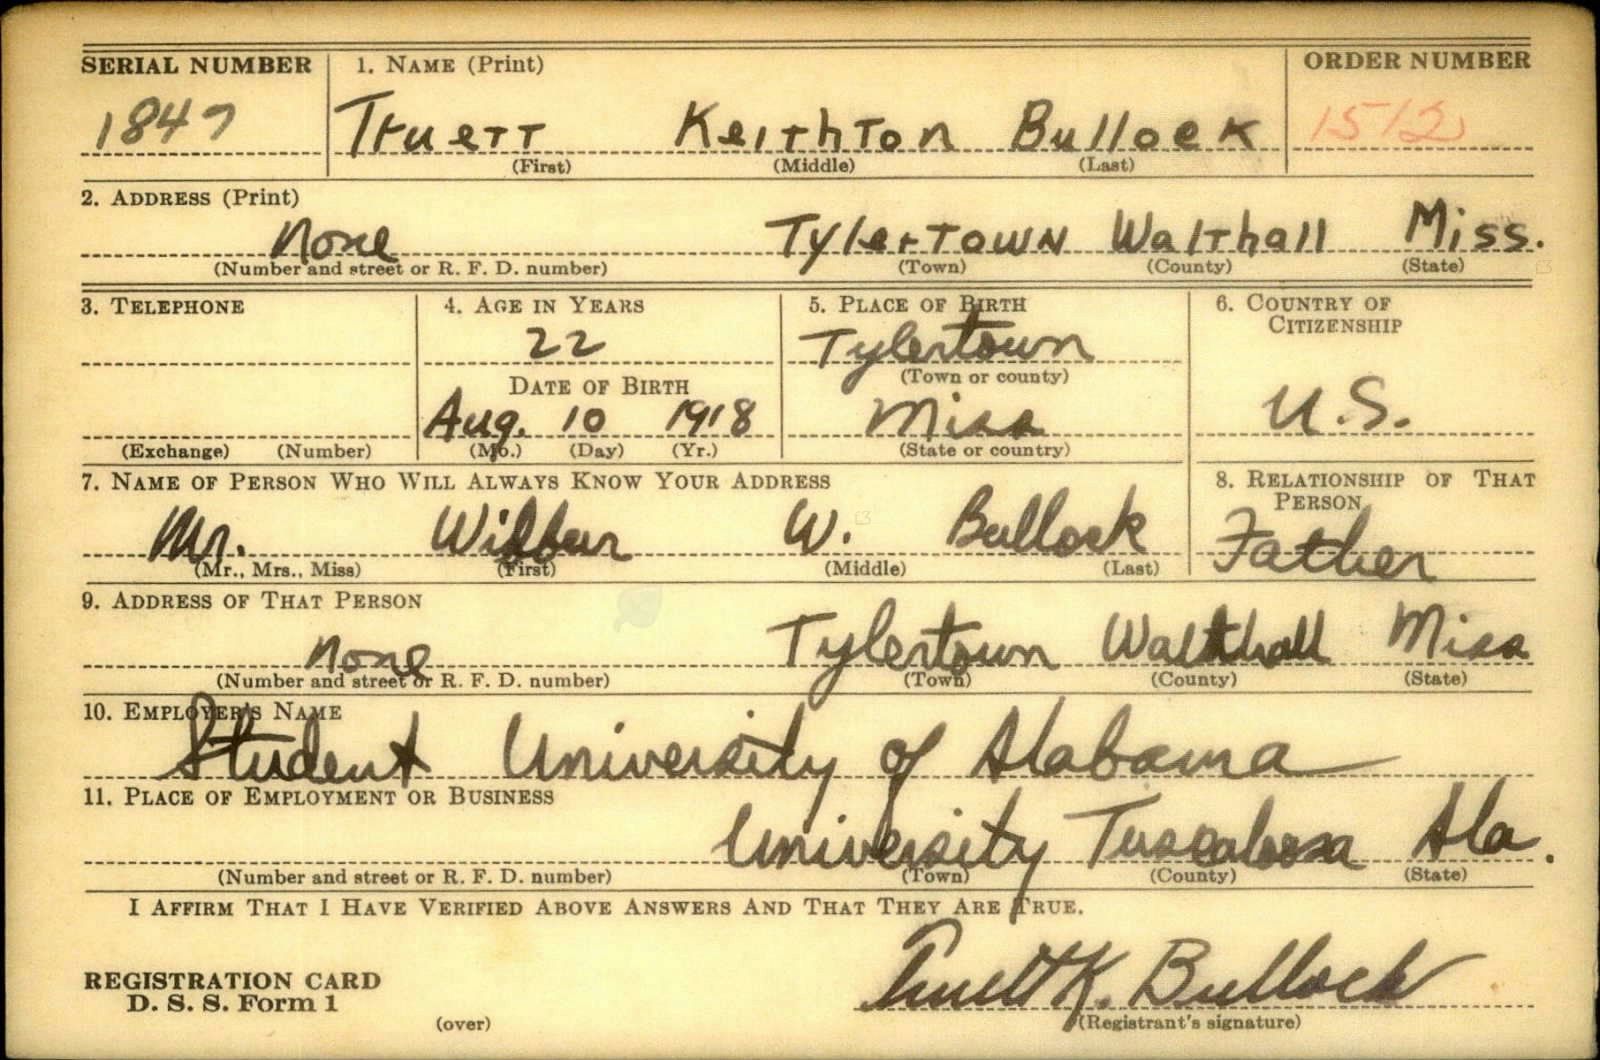 SERIAL NUMBER 1. NAME (Print) ORDER NUMBER
1847 Truett Keithton Bullock 1512
(First) (Middle) (Last)
2. ADDRESS (Print)
None Tylertown Walthall Miss.
(Number and street or R. F. D. number) (Town) (County) (State)
3. TELEPHONE 4. AGE IN YEARS 5. PLACE OF BIRTH 6. COUNTRY OF
CITIZENSHIP
22 Tylertown
(Town or county)
DATE OF BIRTH
Aug. 10 1918 Miss U.S.
(Exchange) (Number) (Mo.) (Day) (Yr.) (State or country)
7. NAME OF PERSON WHO WILL ALWAYS KNOW YOUR ADDRESS 8. RELATIONSHIP OF THAT
PERSON
Mr. Wilbur W. Bullock Father
(Mr., Mrs., Miss) (First) (Middle) (Last)
9. ADDRESS OF THAT PERSON
None Tylertown Walthall Miss
(Number and street or R. F. D. number) (Town) (County) (State)
10. EMPLOYER'S NAME
Student University of Alabama
11. PLACE OF EMPLOYMENT OR BUSINESS
University Tuscaloosa Ala.
(Number and street or R. F. D. number) (Town) (County) (State)
I AFFIRM THAT I HAVE VERIFIED ABOVE ANSWERS AND THAT THEY ARE TRUE.
REGISTRATION CARD
D. S. S. Form 1 Truett K. Bullock
(over) (Registrant's signature)